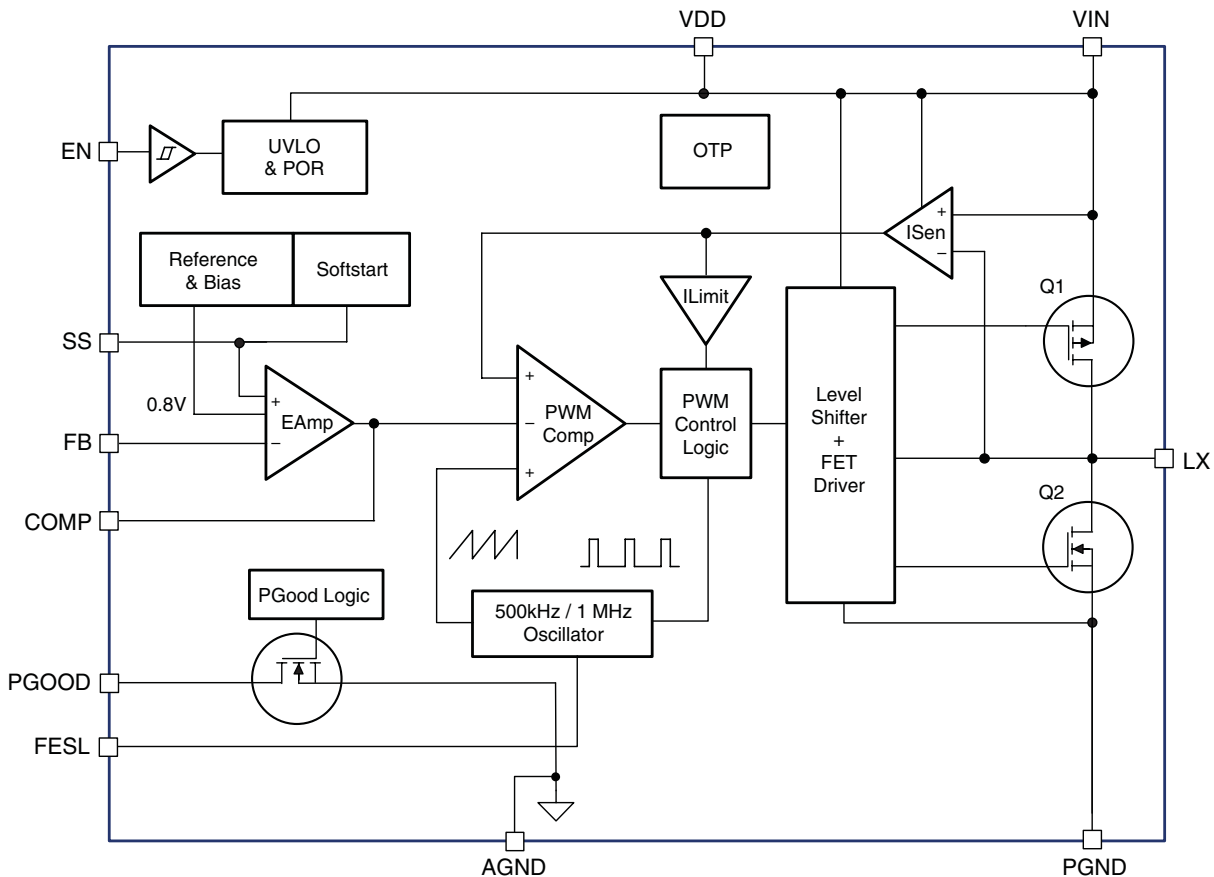 VDD
VIN
EN
UVLO
& POR
OTP
+
ISen
−
Reference
& Bias
Softstart
ILimit
Q1
SS
0.8V
+
EAmp
−
FB
+
−
PWM
Comp
+
PWM
Control
Logic
Level
Shifter
+
FET
Driver
LX
Q2
COMP
PGood Logic
500kHz / 1 MHz
Oscillator
PGOOD
FESL
AGND
PGND